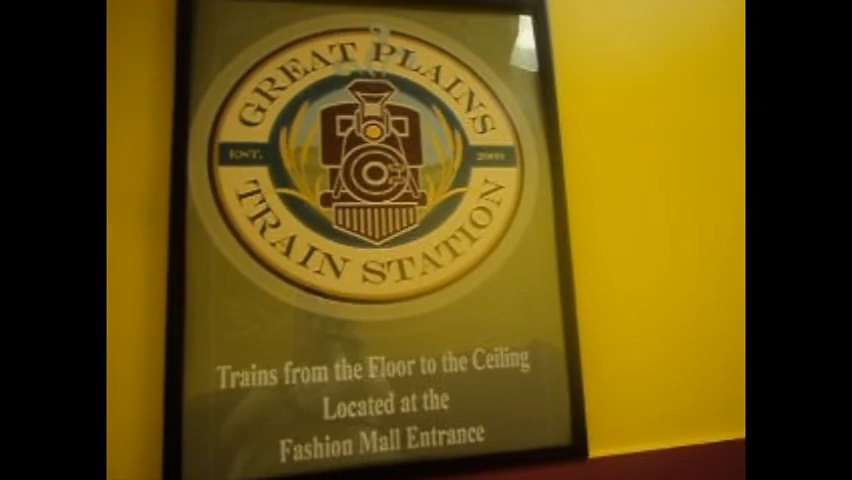 GREAT PLAINS
EST. 2009
TRAIN STATION
Trains from the Floor to the Ceiling
Located at the
Fashion Mall Entrance